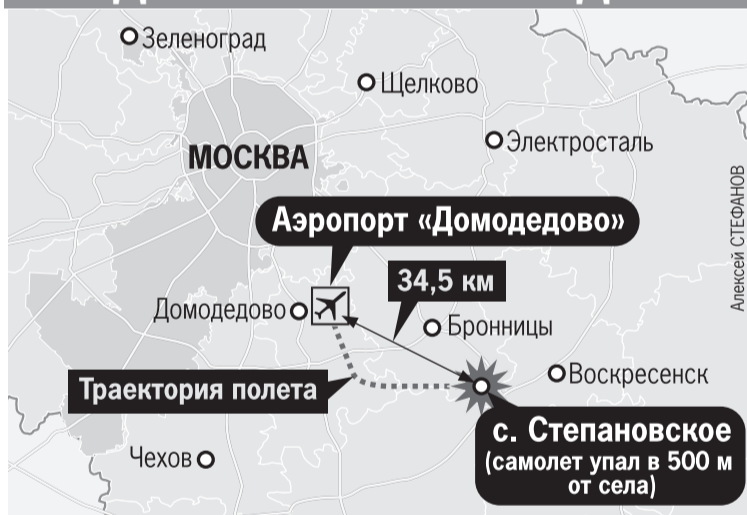 Зеленоград
Щелково
МОСКВА
Электросталь
Алексей СТЕФАНОВ
Аэропорт «Домодедово»
34,5 км
Домодедово
Бронницы
Траектория полета
Воскресенск
с. Степановское
(самолет упал в 500 м
от села)
Чехов